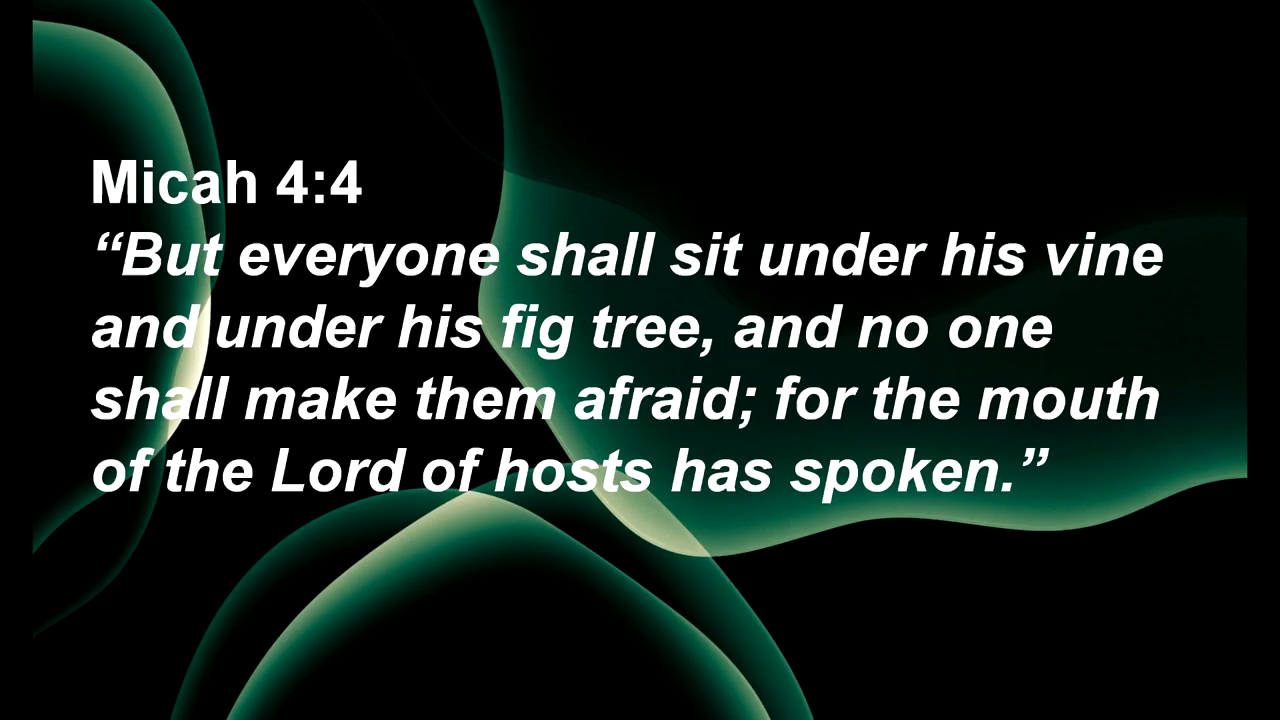 Micah 4:4
“But everyone shall sit under his vine
and under his fig tree, and no one
shall make them afraid; for the mouth
of the Lord of hosts has spoken.”